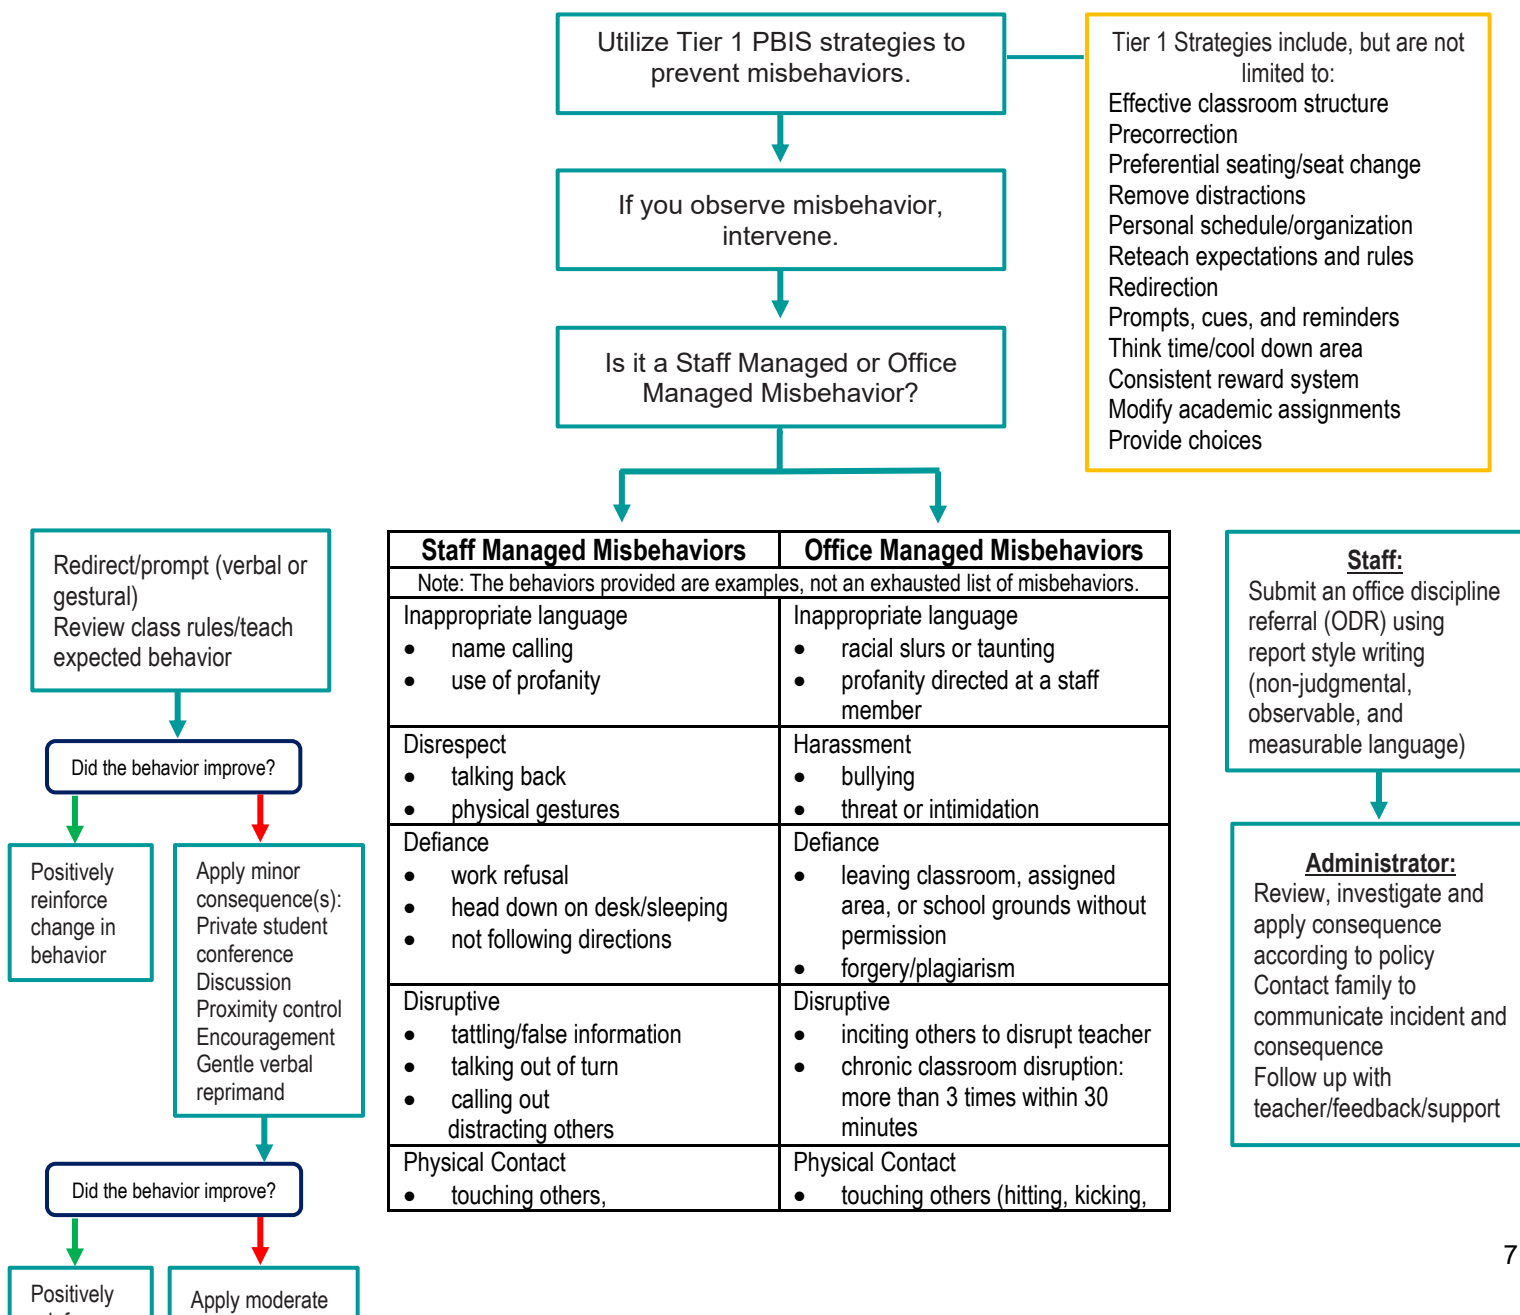 Utilize Tier 1 PBIS strategies to
prevent misbehaviors.
Tier 1 Strategies include, but are not
limited to:
Effective classroom structure
Precorrection
Preferential seating/seat change
Remove distractions
Personal schedule/organization
Reteach expectations and rules
Redirection
Prompts, cues, and reminders
Think time/cool down area
Consistent reward system
Modify academic assignments
Provide choices
If you observe misbehavior,
intervene.
Is it a Staff Managed or Office
Managed Misbehavior?
Redirect/prompt (verbal or
gestural)
Review class rules/teach
expected behavior
Did the behavior improve?
Positively
reinforce
change in
behavior
Apply minor
consequence(s):
Private student
conference
Discussion
Proximity control
Encouragement
Gentle verbal
reprimand
Did the behavior improve?
Positively
Apply moderate
Staff Managed Misbehaviors
Office Managed Misbehaviors
Note: The behaviors provided are examples, not an exhausted list of misbehaviors.
Inappropriate language
• name calling
• use of profanity
Inappropriate language
• racial slurs or taunting
• profanity directed at a staff
member
Disrespect
• talking back
• physical gestures
Harassment
• bullying
• threat or intimidation
Defiance
• work refusal
• head down on desk/sleeping
• not following directions
Defiance
• leaving classroom, assigned
area, or school grounds without
permission
• forgery/plagiarism
Disruptive
• tattling/false information
• talking out of turn
• calling out
distracting others
Disruptive
• inciting others to disrupt teacher
• chronic classroom disruption:
more than 3 times within 30
minutes
Physical Contact
• touching others,
Physical Contact
• touching others (hitting, kicking,
Staff:
Submit an office discipline
referral (ODR) using
report style writing
(non-judgmental,
observable, and
measurable language)
Administrator:
Review, investigate and
apply consequence
according to policy
Contact family to
communicate incident and
consequence
Follow up with
teacher/feedback/support
7